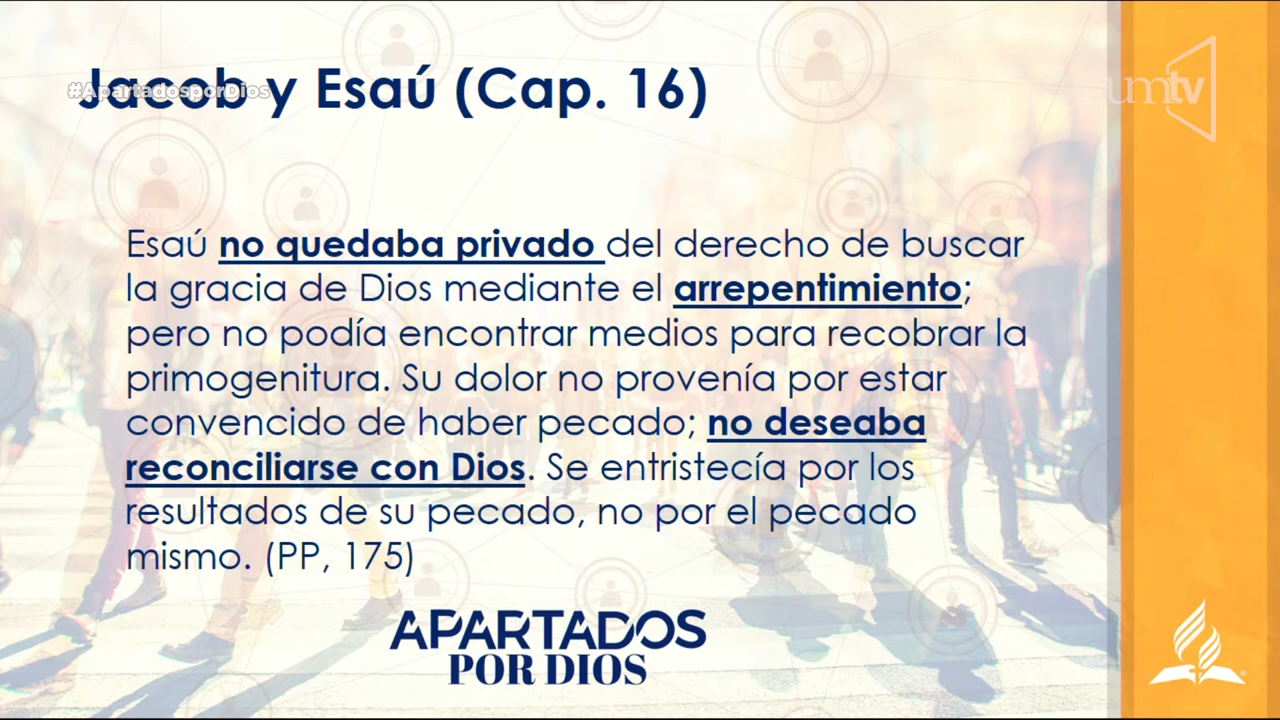 Jacob y Esaú (Cap. 16)
#ApartadosporDios
umtv
Esaú no quedaba privado del derecho de buscar
la gracia de Dios mediante el arrepentimiento;
pero no podía encontrar medios para recobrar la
primogenitura. Su dolor no provenía por estar
convencido de haber pecado; no deseaba
reconciliarse con Dios. Se entristecía por los
resultados de su pecado, no por el pecado
mismo. (PP, 175)
APARTADOS
POR DIOS